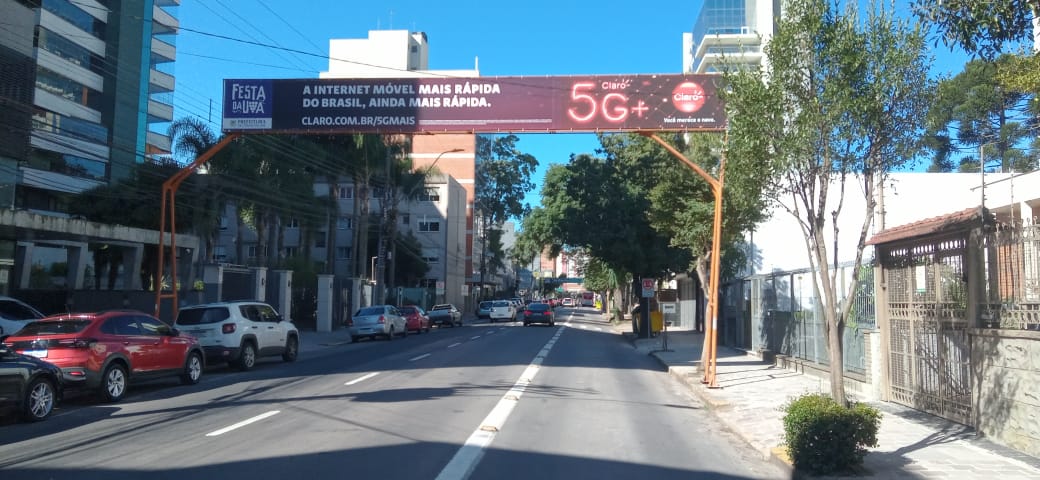 FESTA
DA UVA
PREFEITURA
A INTERNET MÓVEL MAIS RÁPIDA
DO BRASIL, AINDA MAIS RÁPIDA.
CLARO.COM.BR/5GMAIS
Claro
5G+
Claro
Você merece o novo.